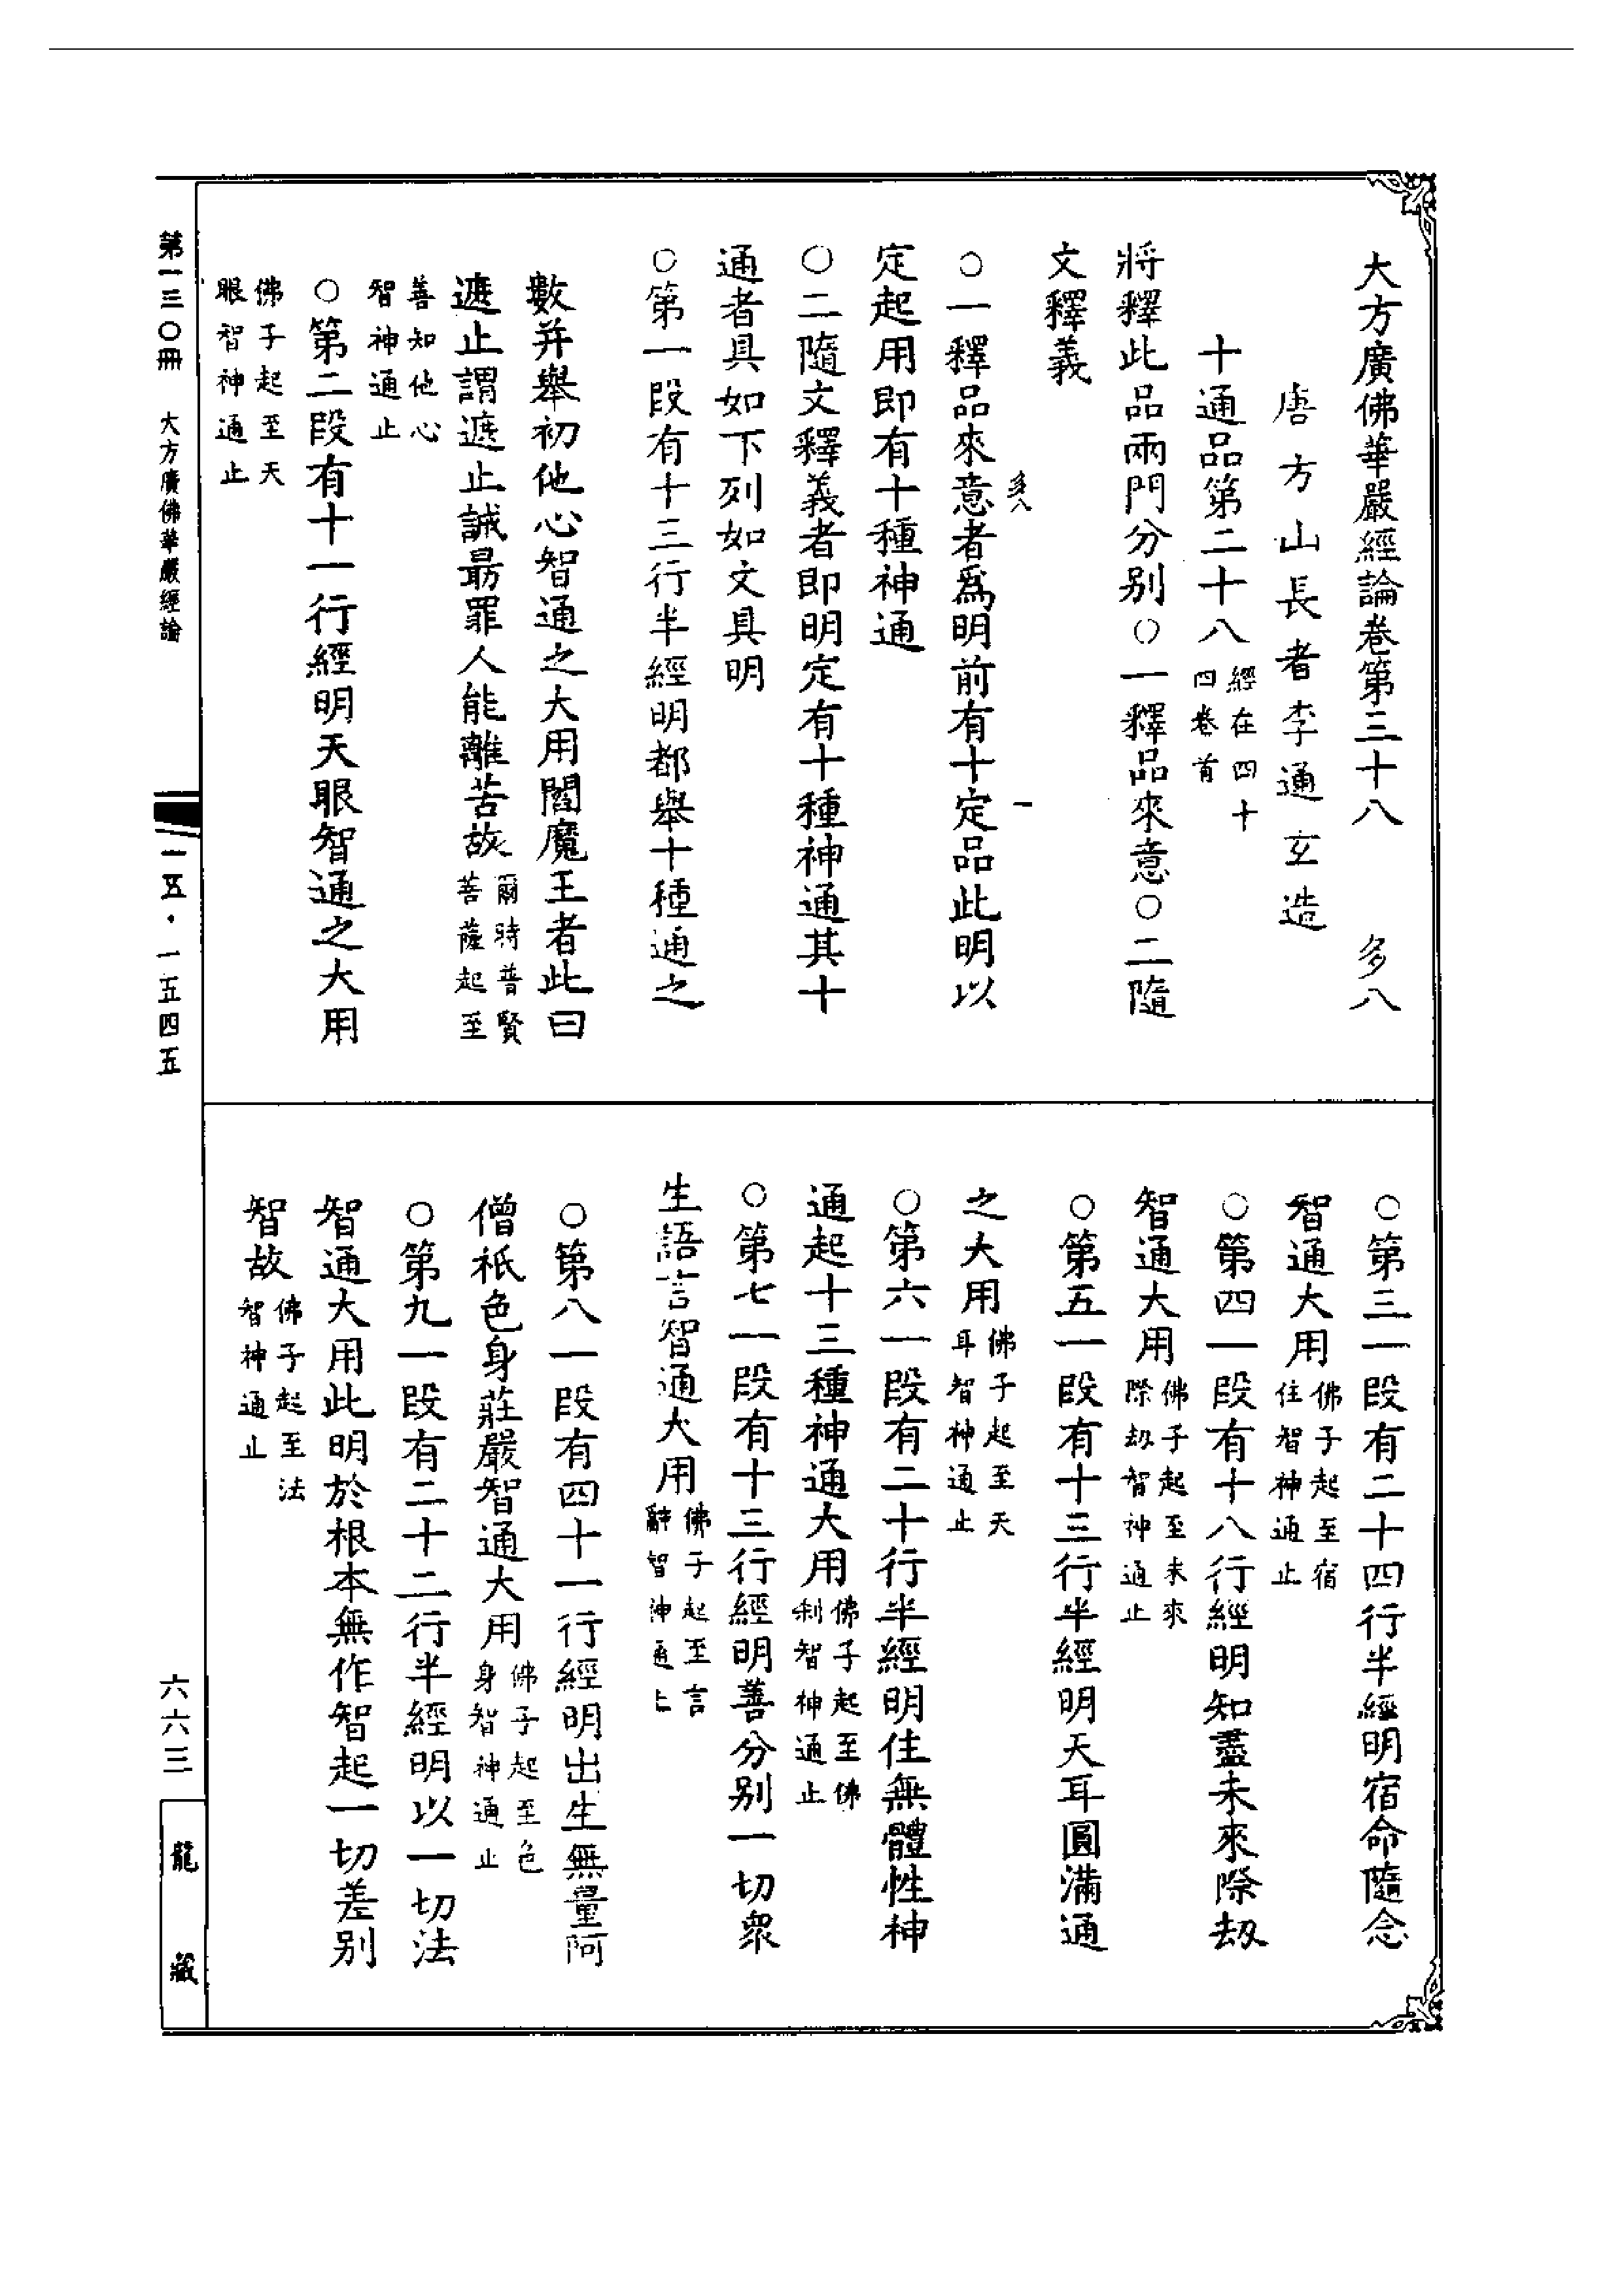 大方廣佛華嚴經論卷第三十八　多八
唐方山長者李通玄造
十通品第二十八經在四十四卷首
將釋此品兩門分别○一釋品來意○二隨
文釋義
多八　一
○一釋品來意者爲明前有十定品此明以
定起用即有十種神通
○二隨文釋義者即明定有十種神通其十
通者具如下列如文具明
○第一段有十三行半經明都舉十種通之
數并舉初他心智通之大用閻魔王者此曰
遮止謂遮止誡勗罪人能離苦故爾時普賢菩薩起至
善知他心智神通止
○第二段有十一行經明天眼智通之大用
佛子起至天眼智神通止
○第三一段有二十四行半經明宿命隨念
智通大用佛子起至宿住智神通止
○第四一段有十八行經明知盡未來際劫
智通大用佛子起至未來際劫智神通止
○第五一段有十三行半經明天耳圓滿通
之大用佛子起至天耳智神通止
○第六一段有二十行半經明住無體性神
通起十三種神通大用佛子起至佛刹智神通止
○第七一段有十三行經明善分别一切眾
生語言智通大用佛子起至言辭智神通止
○第八一段有四十一行經明出生無量阿
僧祇色身莊嚴智通大用佛子起至色身智神通止
○第九一段有二十二行半經明以一切法
智通大用此明於根本無作智起一切差别
智故佛子起至法智神通止
第一三〇冊　大方廣佛華嚴經論
一五·一五四五
六六三
龍藏